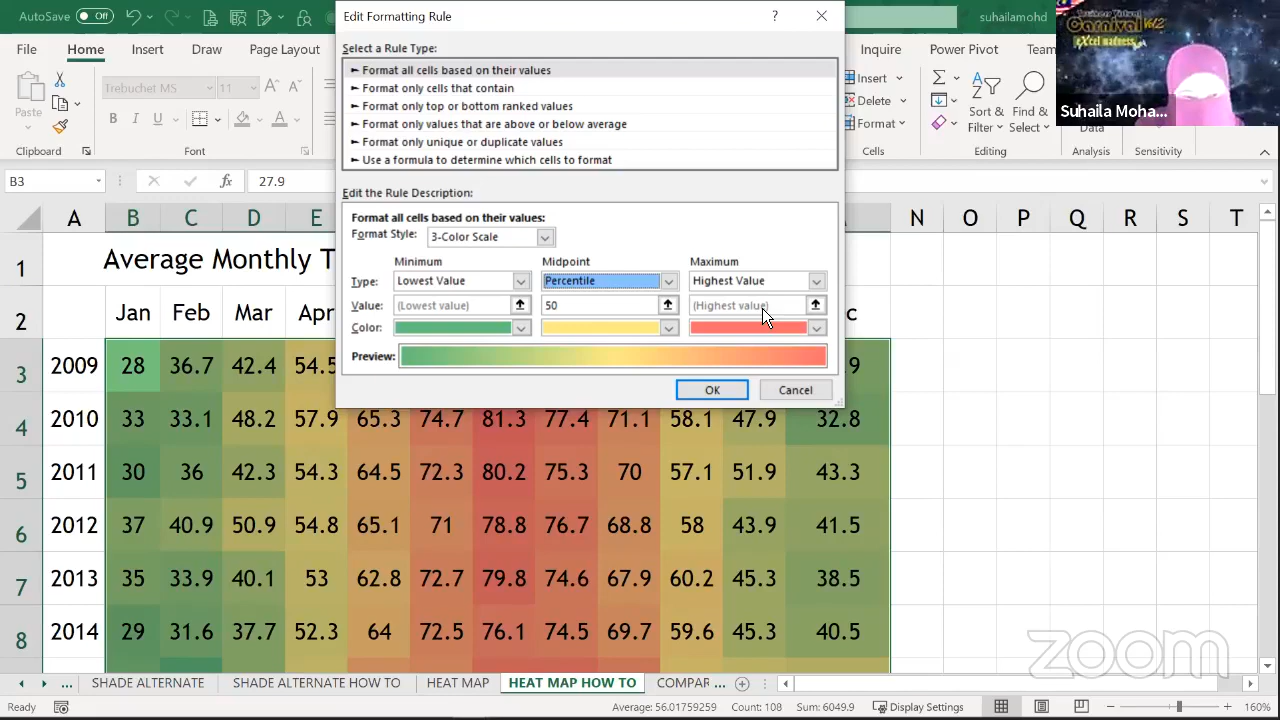 AutoSave Off
suhailamohd
Edit Formatting Rule
?
File Home Insert Draw Page Layout
Inquire Power Pivot Team
Carnival Vol2
eXcel madness
Suhaila Moha...
Paste
Clipboard
Trebuchet MS 11
B I U
Font
Insert
Delete
Format
Cells
Sort &
Filter
Find &
Select
Editing
Data
Analysis
Sensitivity
Select a Rule Type:
► Format all cells based on their values
► Format only cells that contain
► Format only top or bottom ranked values
► Format only values that are above or below average
► Format only unique or duplicate values
► Use a formula to determine which cells to format
Edit the Rule Description:
Format all cells based on their values:
Format Style: 3-Color Scale
Minimum Midpoint Maximum
Type: Lowest Value Percentile Highest Value
Value: (Lowest value) 50 (Highest value)
Color:
Preview:
OK Cancel
B3 fx 27.9
A B C D E N O P Q R S T
1 Average Monthly T
2 Jan Feb Mar Apr c
3 2009 28 36.7 42.4 54.5 .9
4 2010 33 33.1 48.2 57.9 65.3 74.7 81.3 77.4 71.1 58.1 47.9 32.8
5 2011 30 36 42.3 54.3 64.5 72.3 80.2 75.3 70 57.1 51.9 43.3
6 2012 37 40.9 50.9 54.8 65.1 71 78.8 76.7 68.8 58 43.9 41.5
7 2013 35 33.9 40.1 53 62.8 72.7 79.8 74.6 67.9 60.2 45.3 38.5
8 2014 29 31.6 37.7 52.3 64 72.5 76.1 74.5 69.7 59.6 45.3 40.5
zoom
... SHADE ALTERNATE SHADE ALTERNATE HOW TO HEAT MAP HEAT MAP HOW TO COMPAR ...
Ready Average: 56.01759259 Count: 108 Sum: 6049.9 Display Settings 160%